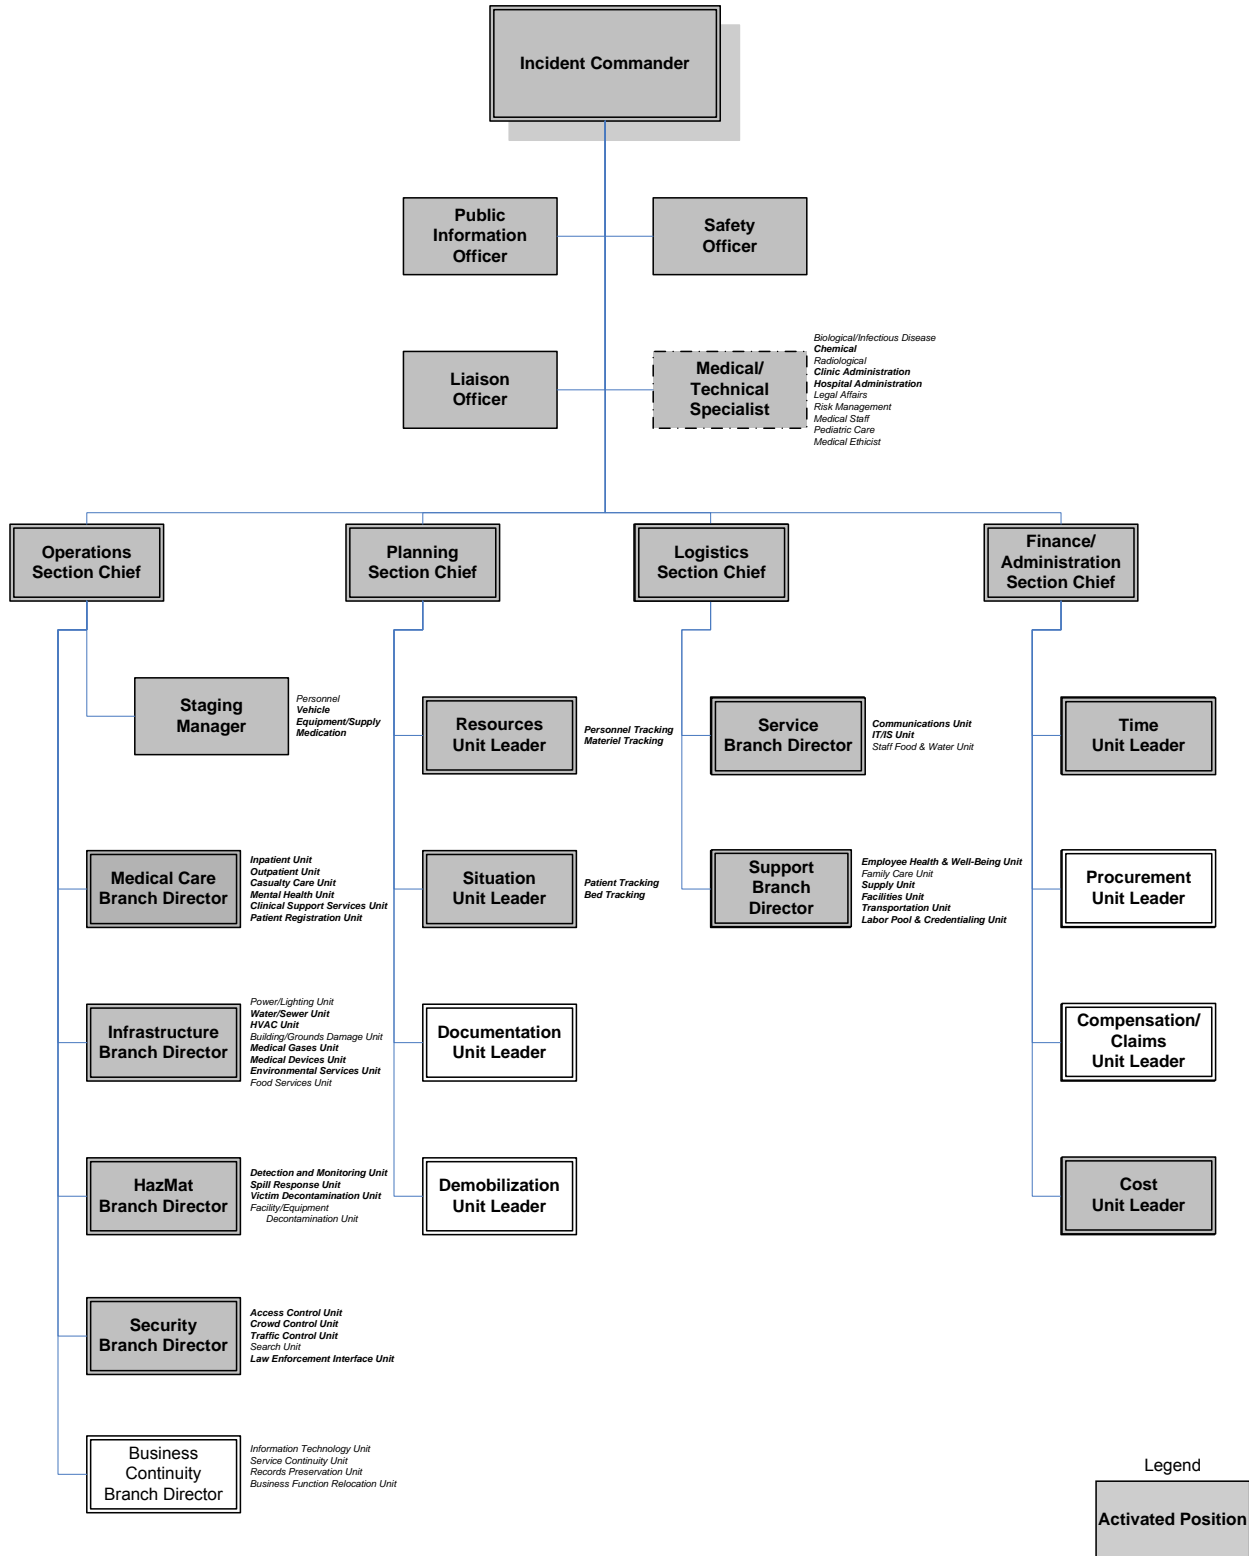 Incident Commander
Public
Information
Officer
Safety
Officer
Liaison
Officer
Medical/
Technical
Specialist
Biological/Infectious Disease
Chemical
Radiological
Clinic Administration
Hospital Administration
Legal Affairs
Risk Management
Medical Staff
Pediatric Care
Medical Ethicist
Operations
Section Chief
Planning
Section Chief
Logistics
Section Chief
Finance/
Administration
Section Chief
Staging
Manager
Personnel
Vehicle
Equipment/Supply
Medication
Resources
Unit Leader
Personnel Tracking
Materiel Tracking
Service
Branch Director
Communications Unit
IT/IS Unit
Staff Food & Water Unit
Time
Unit Leader
Medical Care
Branch Director
Inpatient Unit
Outpatient Unit
Casualty Care Unit
Mental Health Unit
Clinical Support Services Unit
Patient Registration Unit
Situation
Unit Leader
Patient Tracking
Bed Tracking
Support
Branch
Director
Employee Health & Well-Being Unit
Family Care Unit
Supply Unit
Facilities Unit
Transportation Unit
Labor Pool & Credentialing Unit
Procurement
Unit Leader
Infrastructure
Branch Director
Power/Lighting Unit
Water/Sewer Unit
HVAC Unit
Building/Grounds Damage Unit
Medical Gases Unit
Medical Devices Unit
Environmental Services Unit
Food Services Unit
Documentation
Unit Leader
Compensation/
Claims
Unit Leader
HazMat
Branch Director
Detection and Monitoring Unit
Spill Response Unit
Victim Decontamination Unit
Facility/Equipment
Decontamination Unit
Demobilization
Unit Leader
Cost
Unit Leader
Security
Branch Director
Access Control Unit
Crowd Control Unit
Traffic Control Unit
Search Unit
Law Enforcement Interface Unit
Business
Continuity
Branch Director
Information Technology Unit
Service Continuity Unit
Records Preservation Unit
Business Function Relocation Unit
Legend
Activated Position